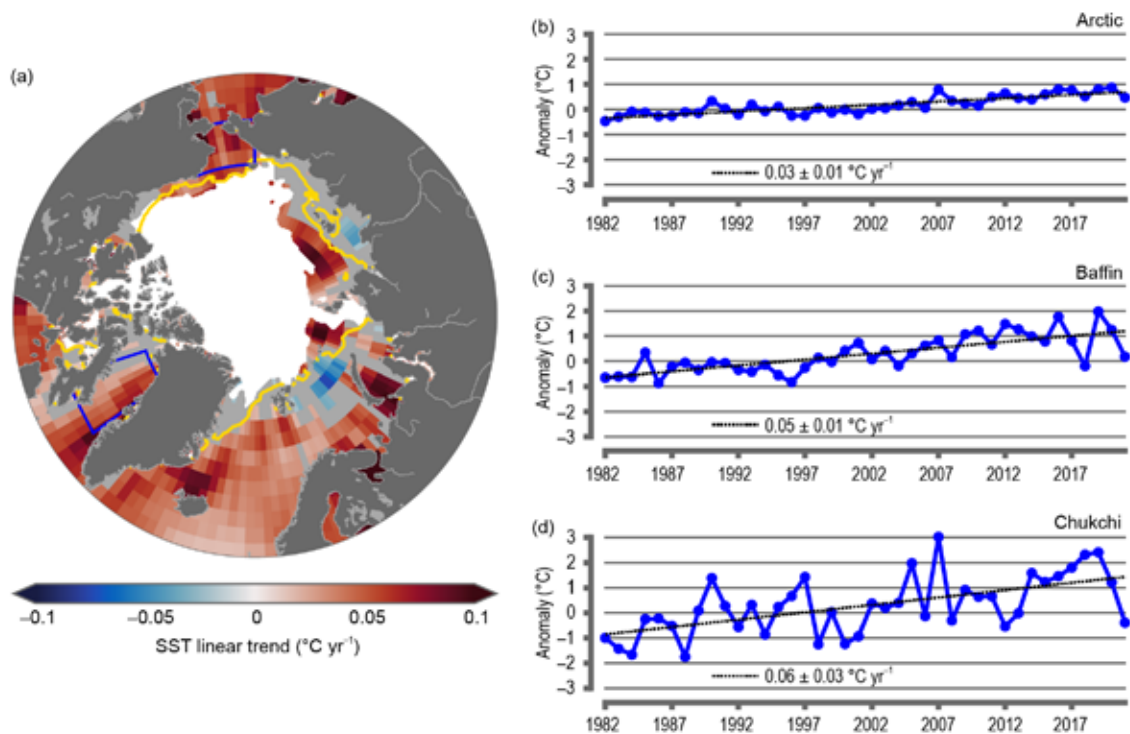 (a)
−0.1 −0.05 0 0.05 0.1
SST linear trend (°C yr⁻¹)
(b) Arctic
Anomaly (°C)
3
2
1
0
−1
−2
−3
0.03 ± 0.01 °C yr⁻¹
1982 1987 1992 1997 2002 2007 2012 2017
(c) Baffin
Anomaly (°C)
3
2
1
0
−1
−2
−3
0.05 ± 0.01 °C yr⁻¹
1982 1987 1992 1997 2002 2007 2012 2017
(d) Chukchi
Anomaly (°C)
3
2
1
0
−1
−2
−3
0.06 ± 0.03 °C yr⁻¹
1982 1987 1992 1997 2002 2007 2012 2017